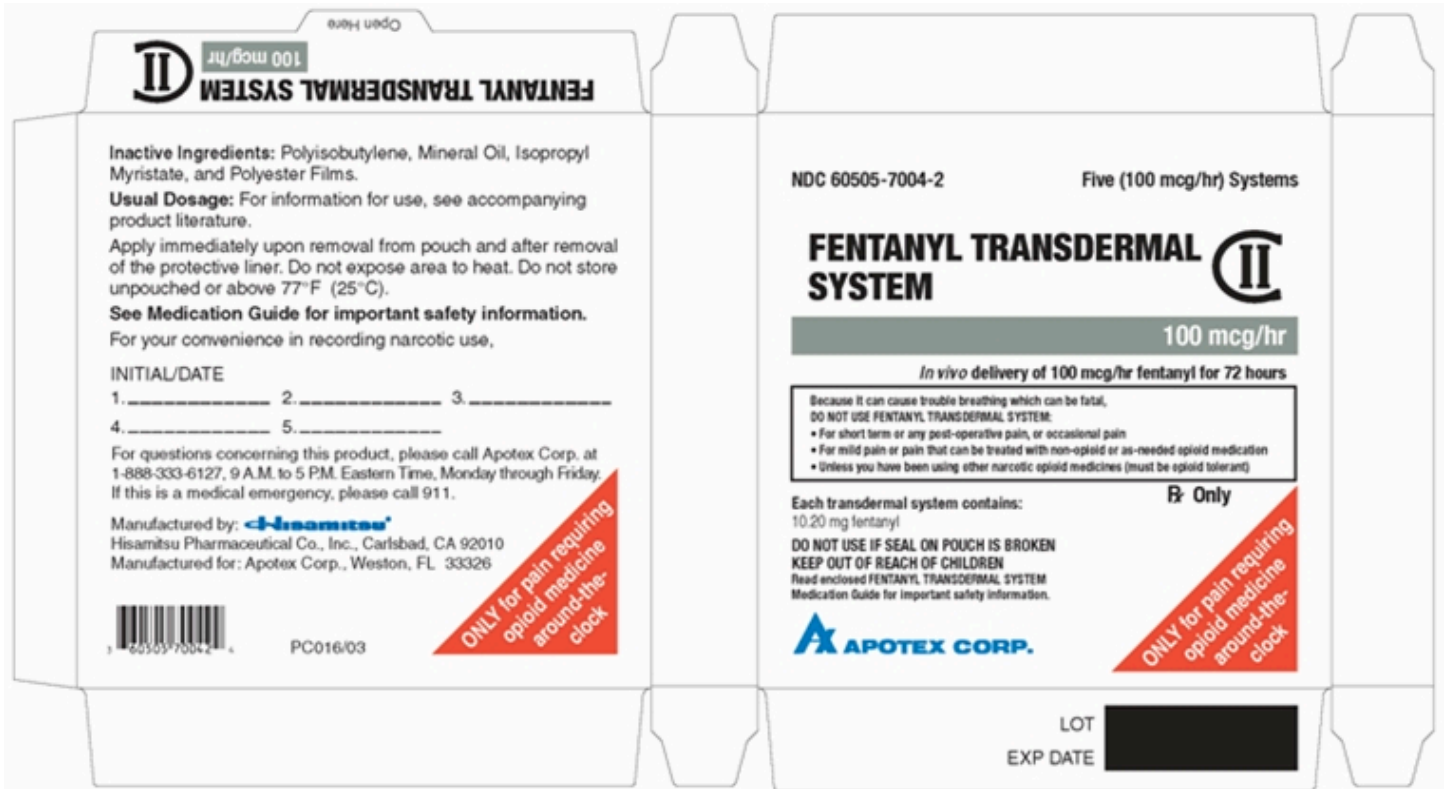 Open Here
FENTANYL TRANSDERMAL SYSTEM
100 mcg/hr
CII
Inactive Ingredients: Polyisobutylene, Mineral Oil, Isopropyl
Myristate, and Polyester Films.
Usual Dosage: For information for use, see accompanying
product literature.
Apply immediately upon removal from pouch and after removal
of the protective liner. Do not expose area to heat. Do not store
unpouched or above 77°F (25°C).
See Medication Guide for important safety information.
For your convenience in recording narcotic use,
INITIAL/DATE
1. ____________ 2. ____________ 3. ____________
4. ____________ 5. ____________
For questions concerning this product, please call Apotex Corp. at
1-888-333-6127, 9 A.M. to 5 P.M. Eastern Time, Monday through Friday.
If this is a medical emergency, please call 911.
Manufactured by: Hisamitsu®
Hisamitsu Pharmaceutical Co., Inc., Carlsbad, CA 92010
Manufactured for: Apotex Corp., Weston, FL 33326
3 60505 70042 4
PC016/03
ONLY for pain requiring
opioid medicine
around-the-
clock
NDC 60505-7004-2 Five (100 mcg/hr) Systems
FENTANYL TRANSDERMAL
SYSTEM
CII
100 mcg/hr
In vivo delivery of 100 mcg/hr fentanyl for 72 hours
Because it can cause trouble breathing which can be fatal,
DO NOT USE FENTANYL TRANSDERMAL SYSTEM:
• For short term or any post-operative pain, or occasional pain
• For mild pain or pain that can be treated with non-opioid or as-needed opioid medication
• Unless you have been using other narcotic opioid medicines (must be opioid tolerant)
℞ Only
Each transdermal system contains:
10.20 mg fentanyl
DO NOT USE IF SEAL ON POUCH IS BROKEN
KEEP OUT OF REACH OF CHILDREN
Read enclosed FENTANYL TRANSDERMAL SYSTEM
Medication Guide for important safety information.
APOTEX CORP.
ONLY for pain requiring
opioid medicine
around-the-
clock
LOT
EXP DATE